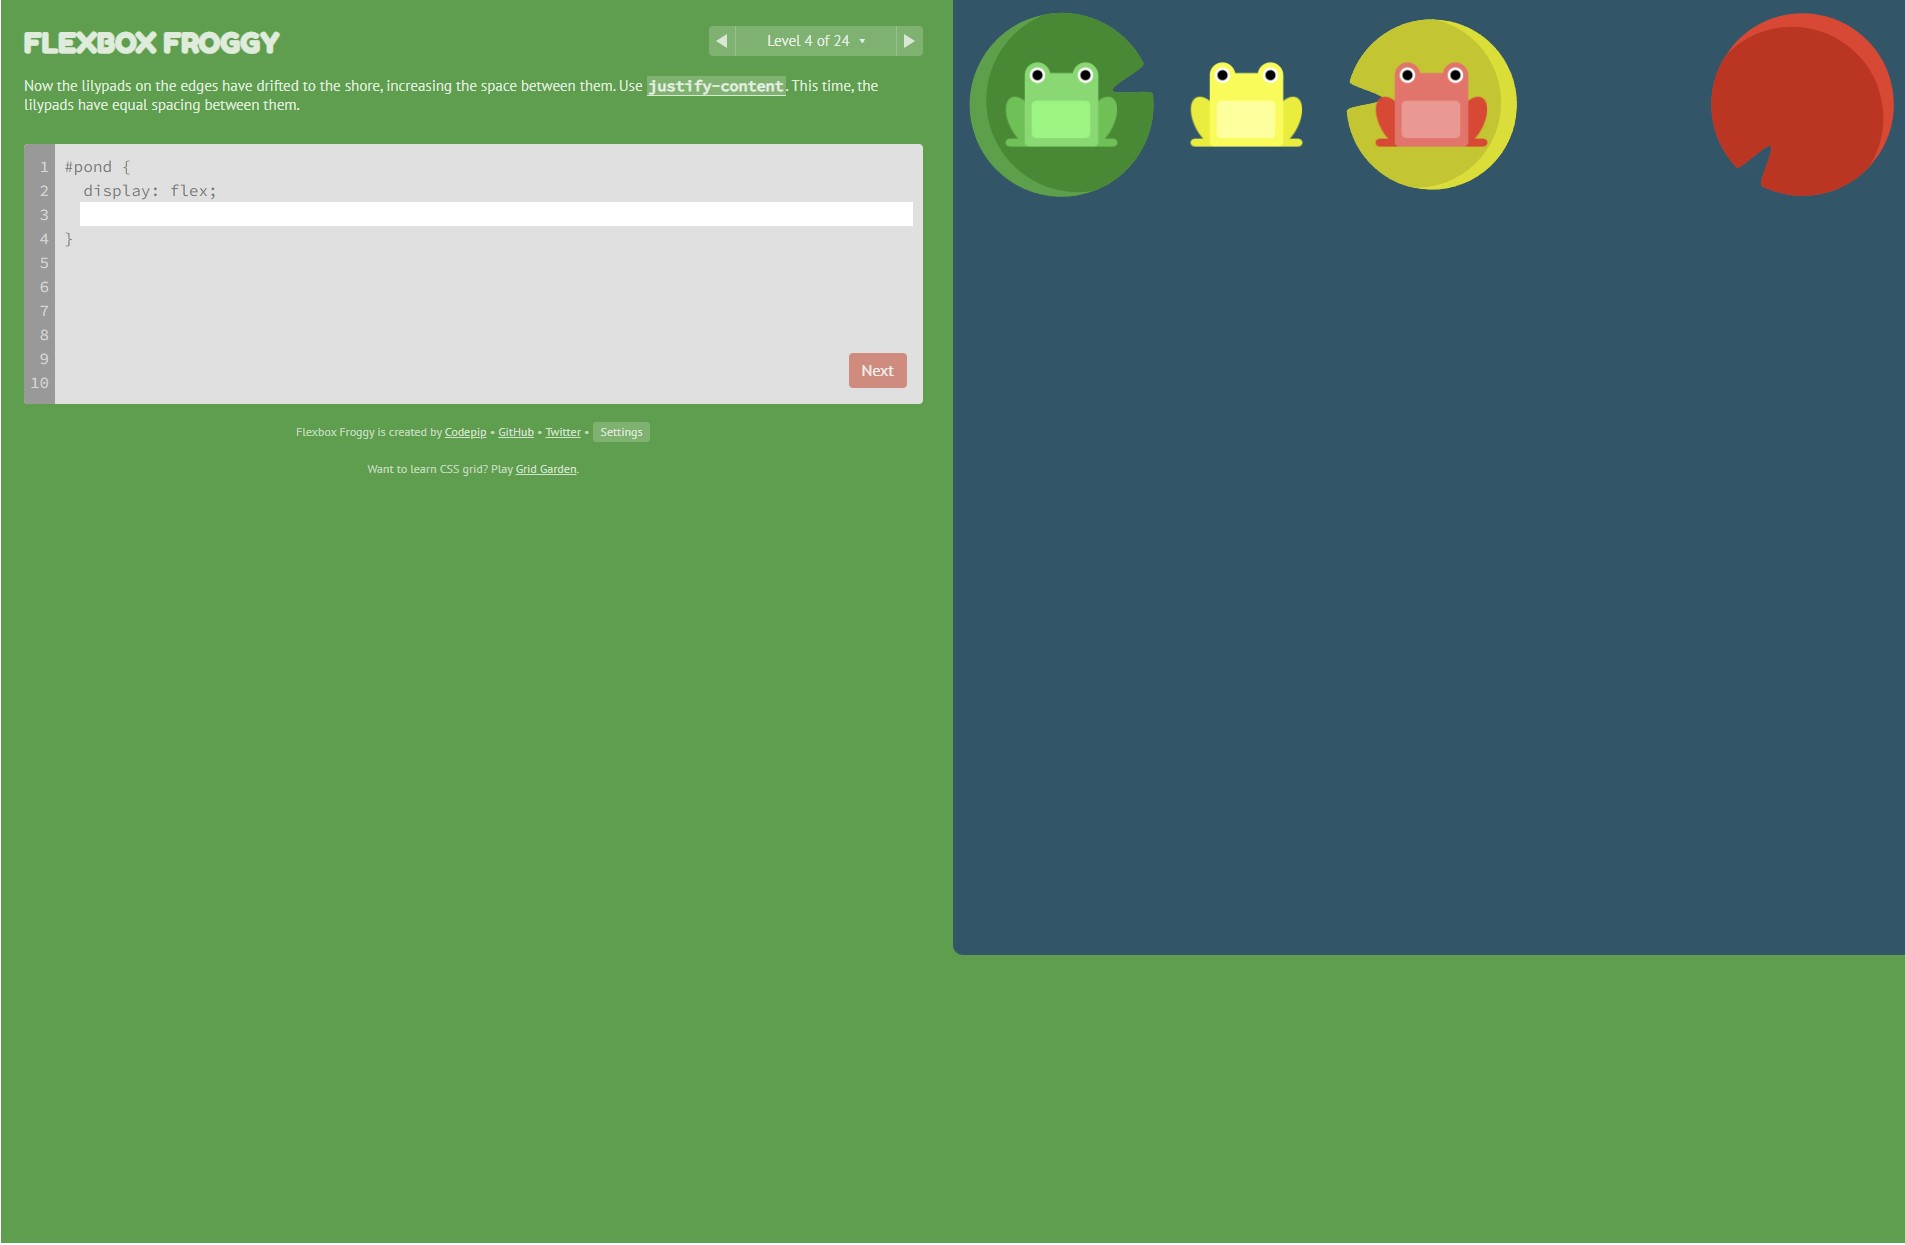 FLEXBOX FROGGY
Level 4 of 24
Now the lilypads on the edges have drifted to the shore, increasing the space between them. Use justify-content. This time, the
lilypads have equal spacing between them.
1 #pond {
2 display: flex;
3
4 }
5
6
7
8
9
10
Next
Flexbox Froggy is created by Codepip • GitHub • Twitter • Settings
Want to learn CSS grid? Play Grid Garden.